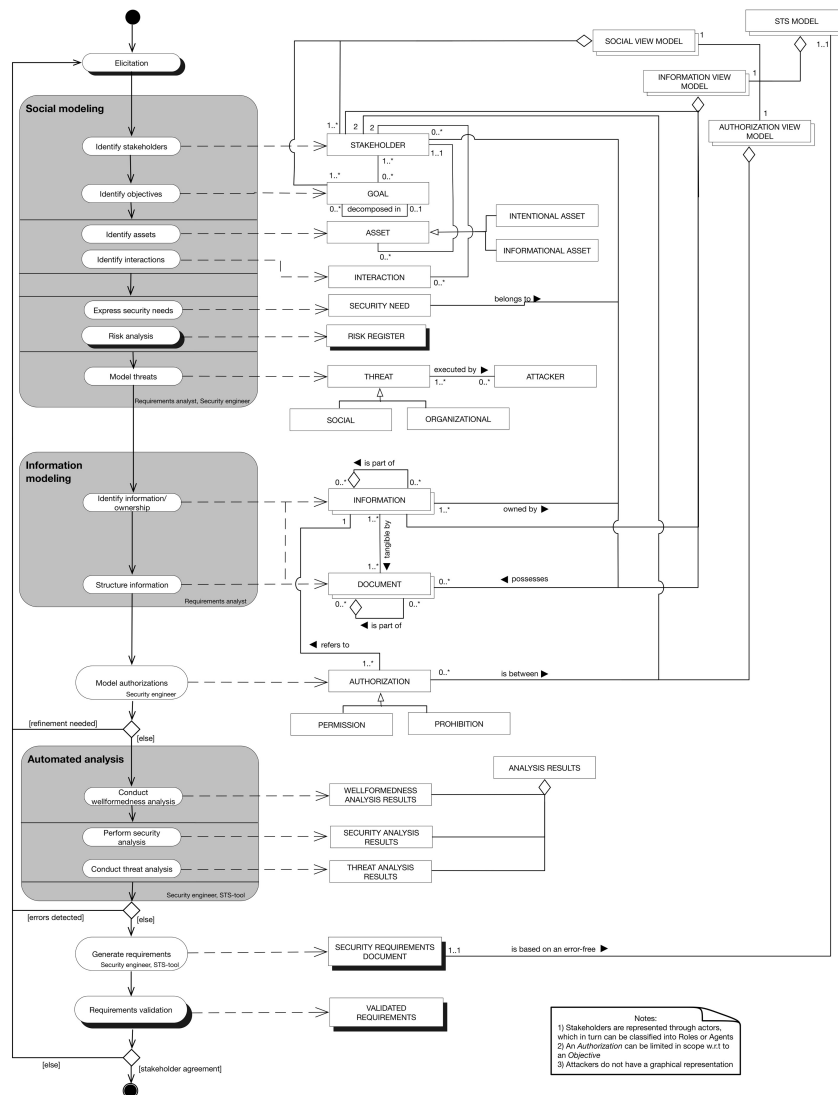 STS MODEL
1
SOCIAL VIEW MODEL
1..1
Elicitation
INFORMATION VIEW
MODEL
1
1
Social modeling
1..*
2
2
0..*
AUTHORIZATION VIEW
MODEL
Identify stakeholders
STAKEHOLDER
1..1
1..*
1..*
0..*
Identify objectives
GOAL
0..*
decomposed in
0..1
INTENTIONAL ASSET
Identify assets
ASSET
0..*
INFORMATIONAL ASSET
Identify interactions
INTERACTION
0..*
Express security needs
SECURITY NEED
belongs to ►
Risk analysis
RISK REGISTER
Model threats
THREAT
executed by ►
1..*
0..*
ATTACKER
Requirements analyst, Security engineer
SOCIAL
ORGANIZATIONAL
Information
modeling
◄ is part of
0..*
0..*
Identify information/
ownership
INFORMATION
1..*
owned by ►
1
1..*
tangible by ►
1..*
Structure information
DOCUMENT
0..*
◄ possesses
Requirements analyst
0..*
0..*
◄ is part of
◄ refers to
1..*
Model authorizations
Security engineer
AUTHORIZATION
0..*
is between ►
PERMISSION
PROHIBITION
[refinement needed]
[else]
Automated analysis
ANALYSIS RESULTS
Conduct
wellformedness analysis
WELLFORMEDNESS
ANALYSIS RESULTS
Perform security
analysis
SECURITY ANALYSIS
RESULTS
Conduct threat analysis
THREAT ANALYSIS
RESULTS
Security engineer, STS-tool
[errors detected]
[else]
Generate requirements
Security engineer, STS-tool
SECURITY REQUIREMENTS
DOCUMENT
1..1
is based on an error-free ►
Requirements validation
VALIDATED
REQUIREMENTS
[else]
[stakeholder agreement]
Notes:
1) Stakeholders are represented through actors,
which in turn can be classified into Roles or Agents
2) An Authorization can be limited in scope w.r.t to
an Objective
3) Attackers do not have a graphical representation